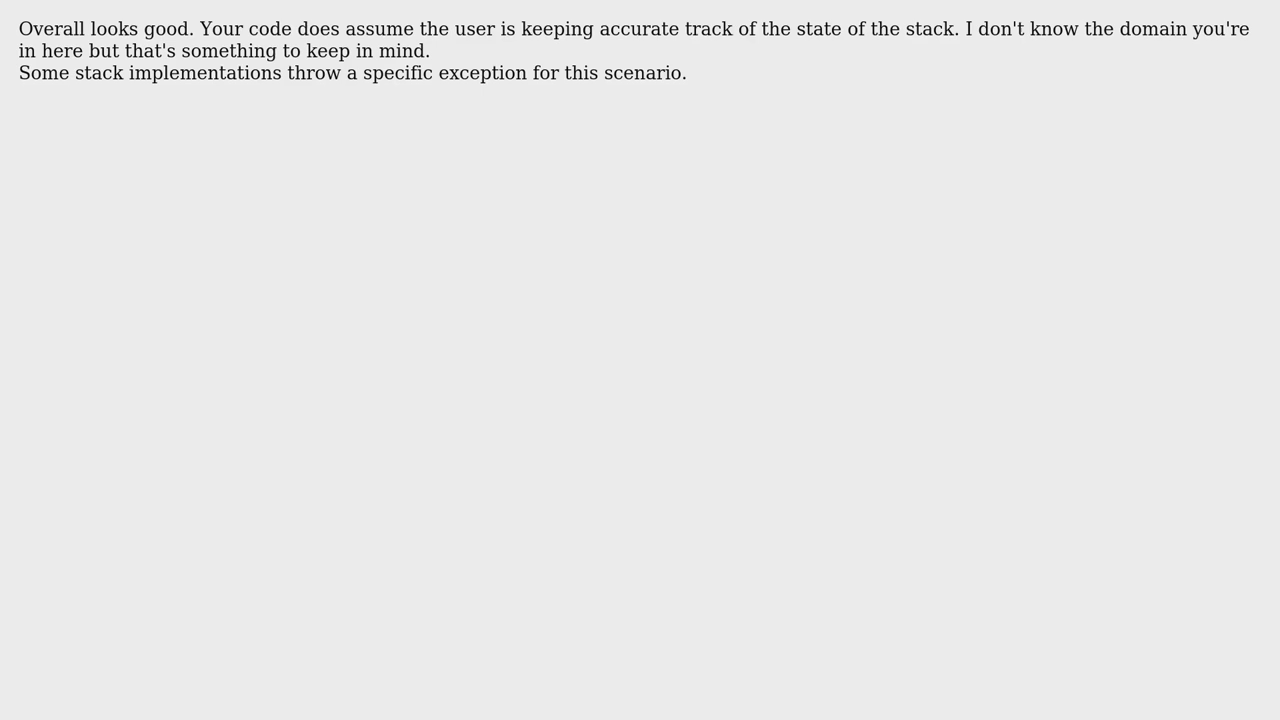 Overall looks good. Your code does assume the user is keeping accurate track of the state of the stack. I don't know the domain you're
in here but that's something to keep in mind.
Some stack implementations throw a specific exception for this scenario.